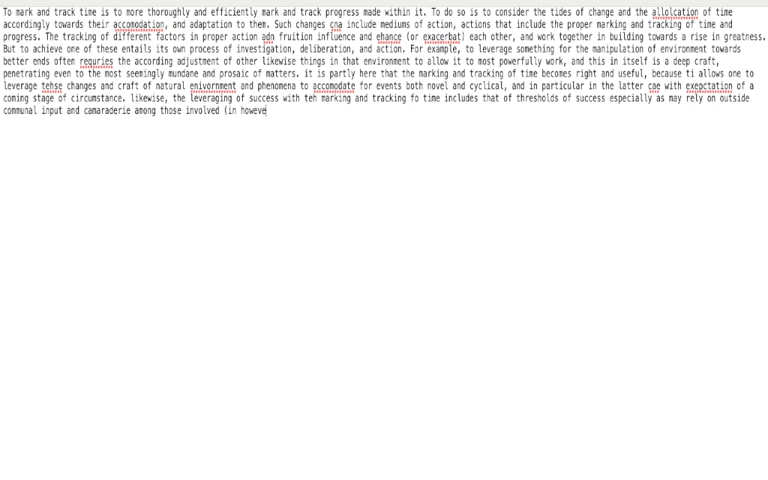 To mark and track time is to more thoroughly and efficiently mark and track progress made within it. To do so is to consider the tides of change and the allolcation of time
accordingly towards their accomodation, and adaptation to them. Such changes cna include mediums of action, actions that include the proper marking and tracking of time and
progress. The tracking of different factors in proper action adn fruition influence and ehance (or exacerbat) each other, and work together in building towards a rise in greatness.
But to achieve one of these entails its own process of investigation, deliberation, and action. For example, to leverage something for the manipulation of environment towards
better ends often requries the according adjustment of other likewise things in that environment to allow it to most powerfully work, and this in itself is a deep craft,
penetrating even to the most seemingly mundane and prosaic of matters. it is partly here that the marking and tracking of time becomes right and useful, because ti allows one to
leverage tehse changes and craft of natural enivornment and phenomena to accomodate for events both novel and cyclical, and in particular in the latter cae with exepctation of a
coming stage of circumstance. likewise, the leveraging of success with teh marking and tracking fo time includes that of thresholds of success especially as may rely on outside
communal input and camaraderie among those involved (in howeve